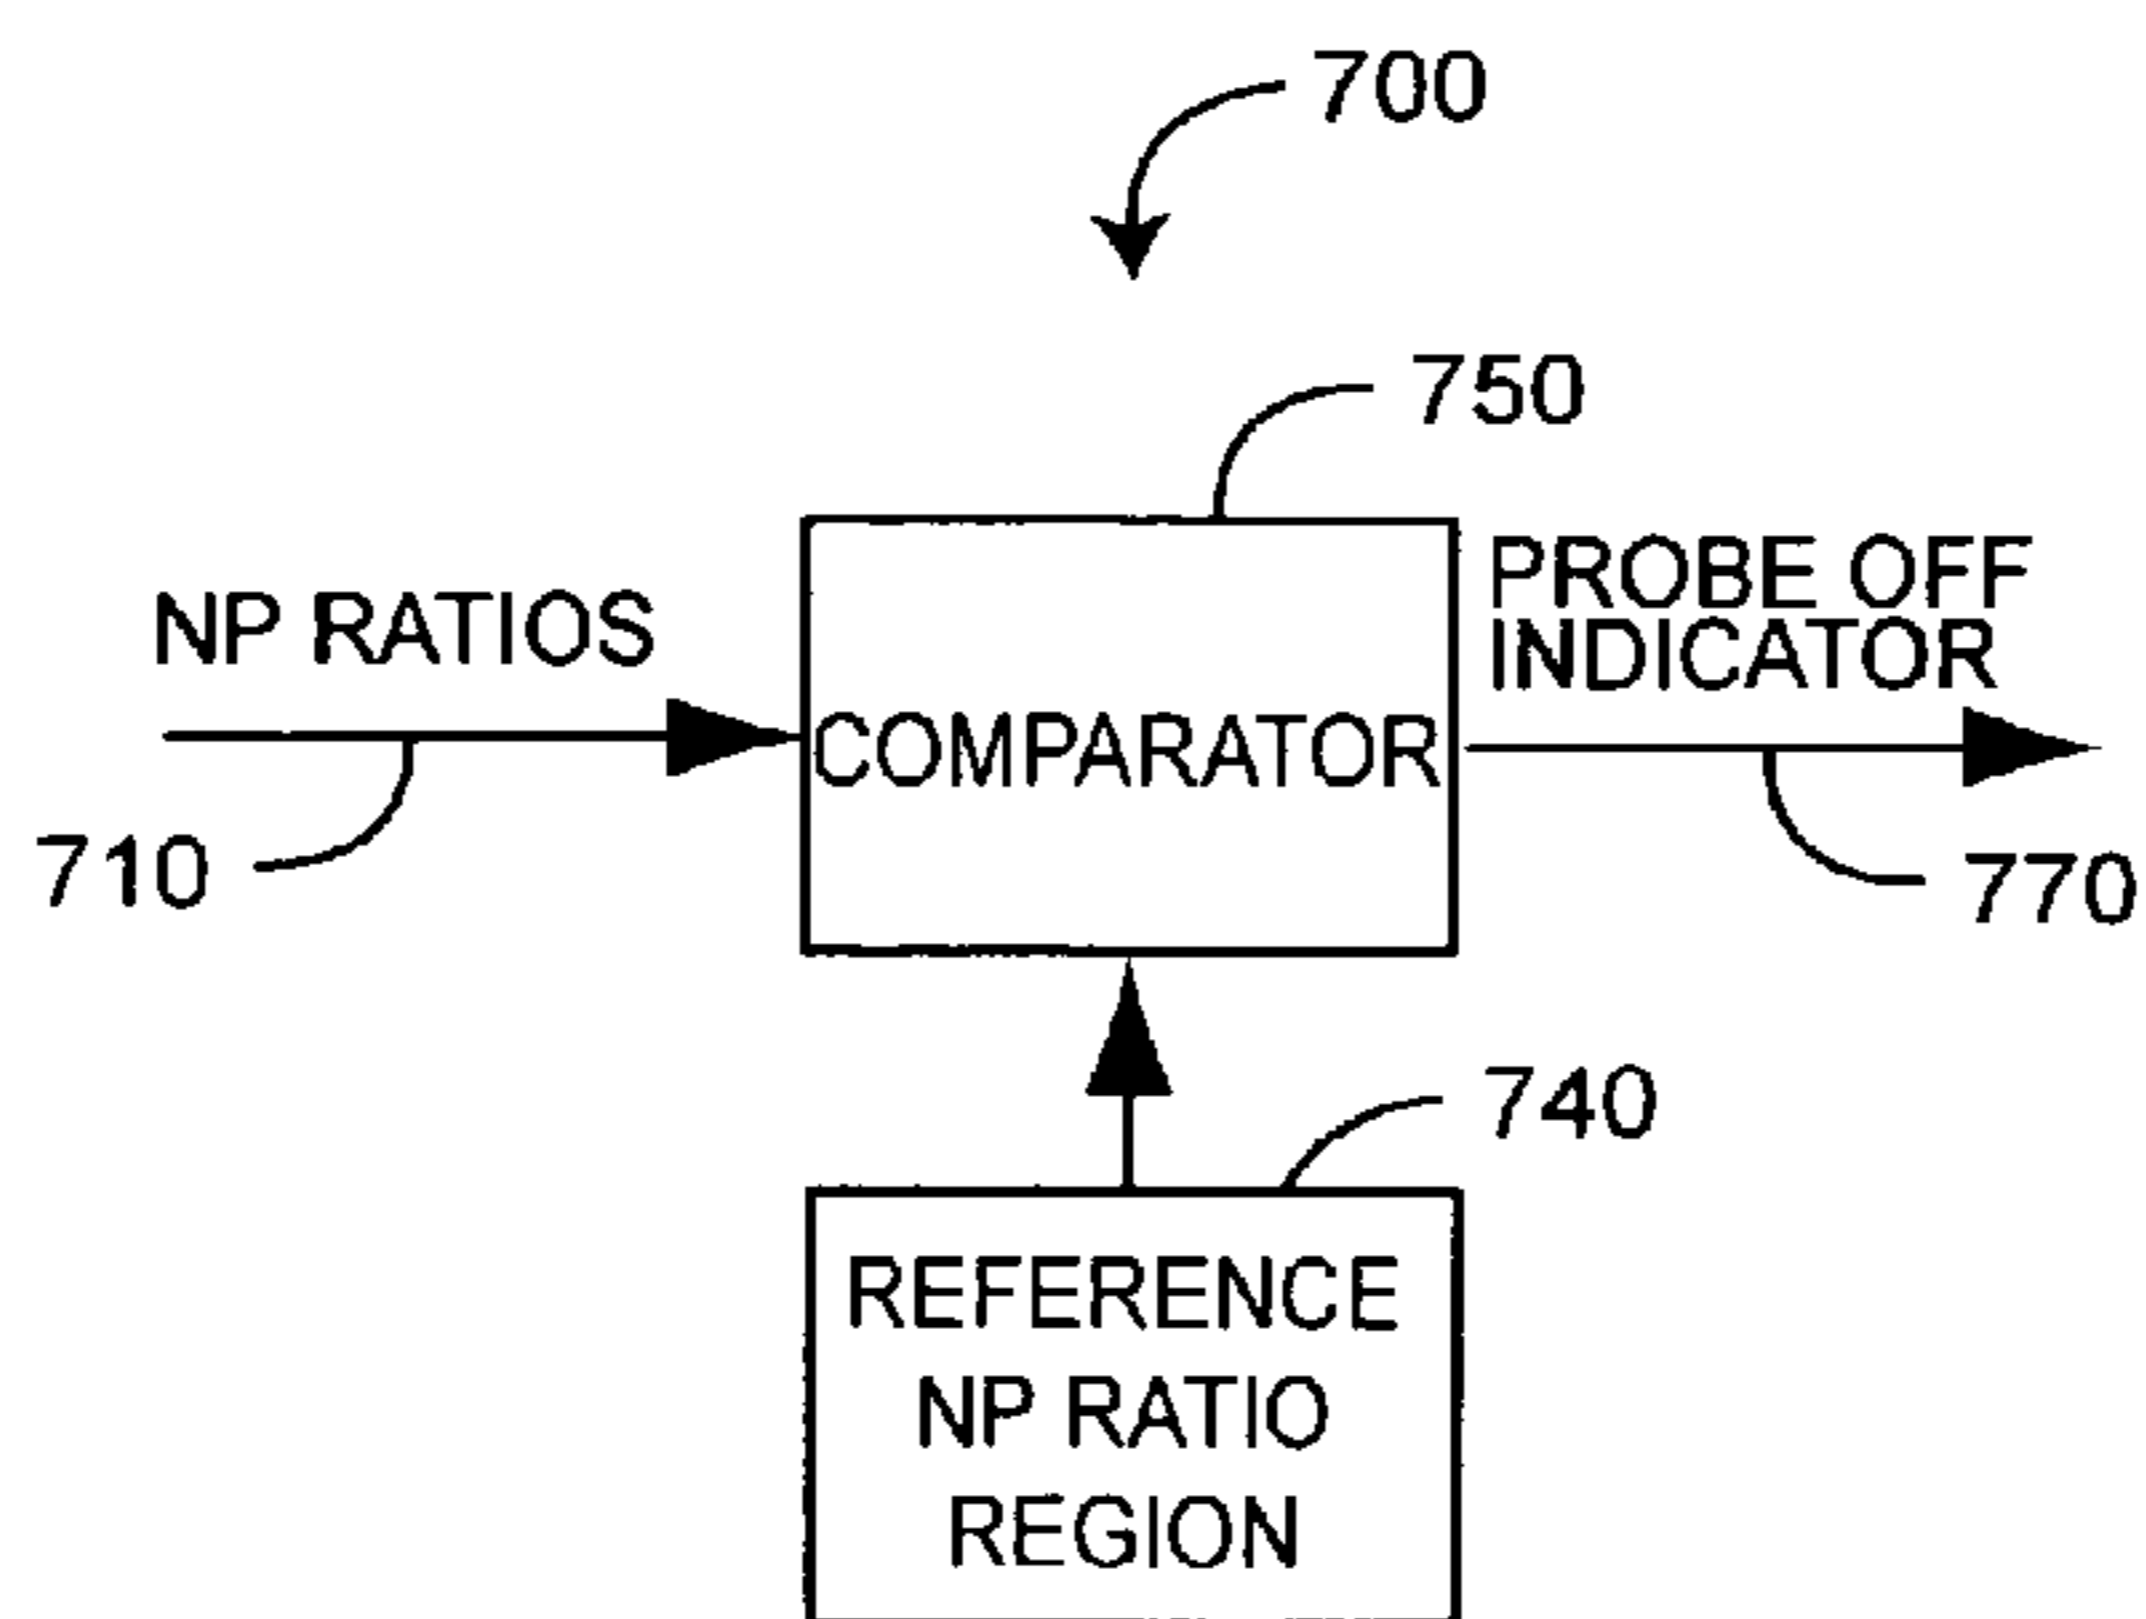 700
750
NP RATIOS
PROBE OFF
INDICATOR
COMPARATOR
710
770
740
REFERENCE
NP RATIO
REGION